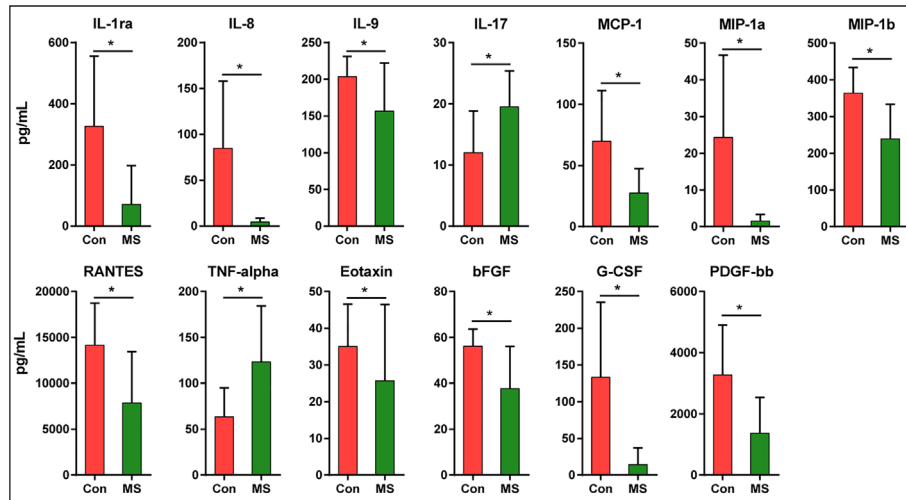 IL-1ra IL-8 IL-9 IL-17 MCP-1 MIP-1a MIP-1b
* * * * * * *
pg/mL
600 400 200 0
200 150 100 50 0
250 200 150 100 50 0
30 20 10 0
150 100 50 0
50 40 30 20 10 0
500 400 300 200 100 0
Con MS Con MS Con MS Con MS Con MS Con MS Con MS
RANTES TNF-alpha Eotaxin bFGF G-CSF PDGF-bb
* * * * * *
pg/mL
20000 15000 10000 5000 0
200 150 100 50 0
50 40 30 20 10 0
80 60 40 20 0
250 200 150 100 50 0
6000 4000 2000 0
Con MS Con MS Con MS Con MS Con MS Con MS